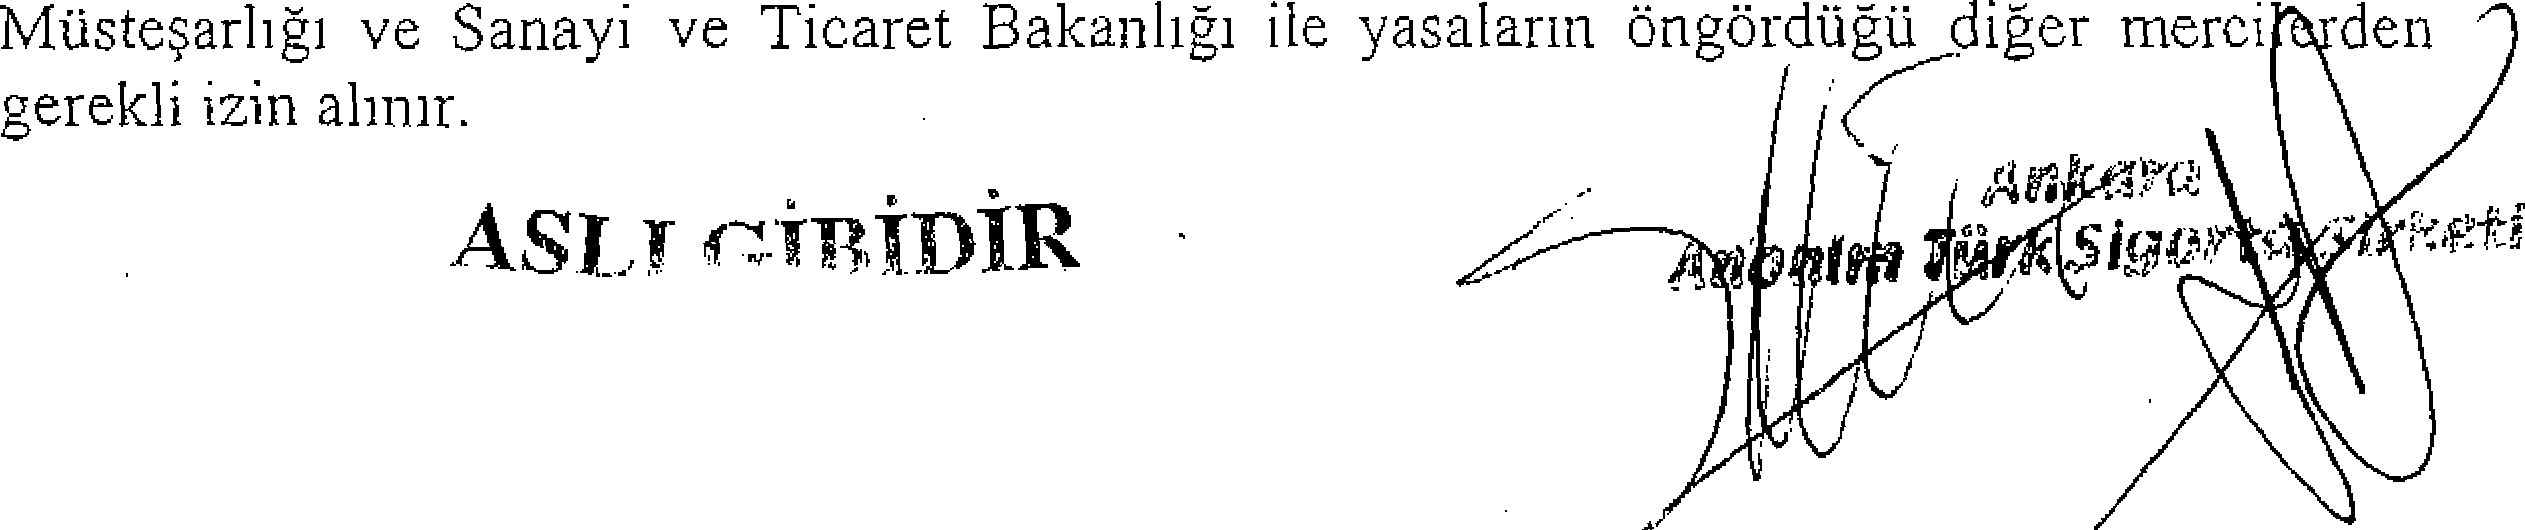 Müsteşarlığı ve Sanayi ve Ticaret Bakanlığı ile yasaların öngördüğü diğer mercilerden
gerekli izin alınır.
ASLI GİBİDİR
Ankara
Anonim Türk Sigorta Şirketi